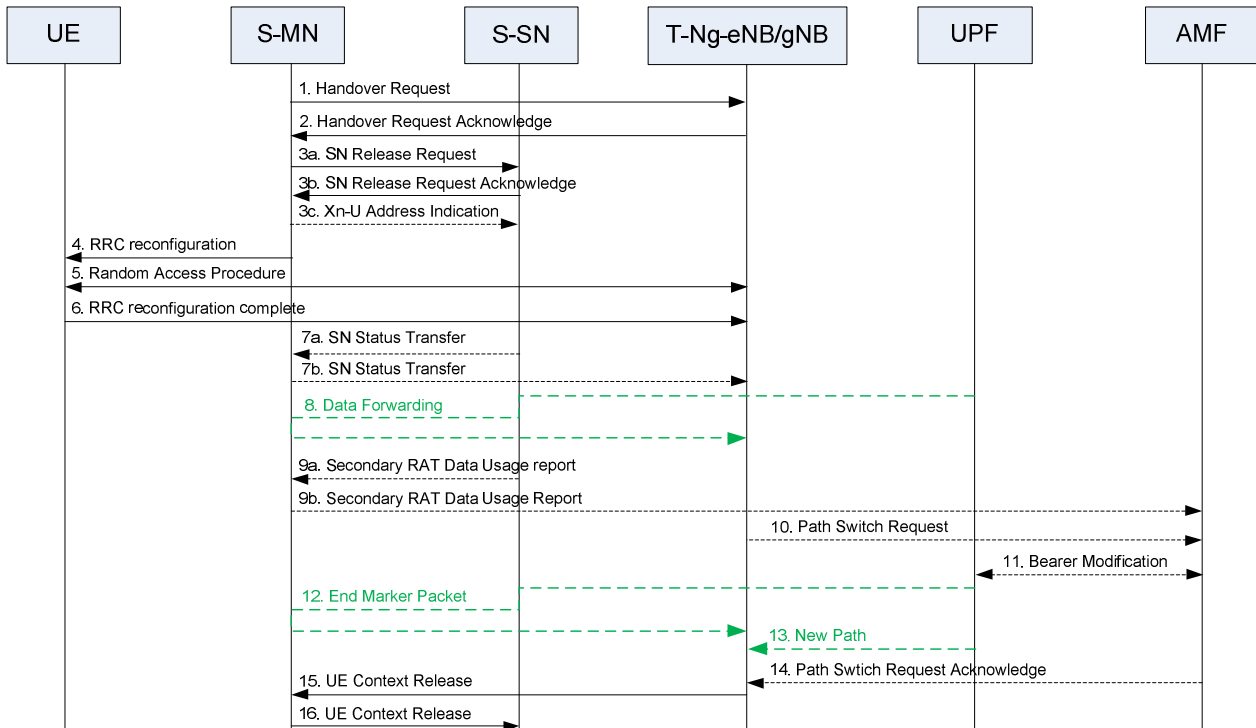 UE S-MN S-SN T-Ng-eNB/gNB UPF AMF
1. Handover Request
2. Handover Request Acknowledge
3a. SN Release Request
3b. SN Release Request Acknowledge
3c. Xn-U Address Indication
4. RRC reconfiguration
5. Random Access Procedure
6. RRC reconfiguration complete
7a. SN Status Transfer
7b. SN Status Transfer
8. Data Forwarding
9a. Secondary RAT Data Usage report
9b. Secondary RAT Data Usage Report
10. Path Switch Request
11. Bearer Modification
12. End Marker Packet
13. New Path
14. Path Swtich Request Acknowledge
15. UE Context Release
16. UE Context Release